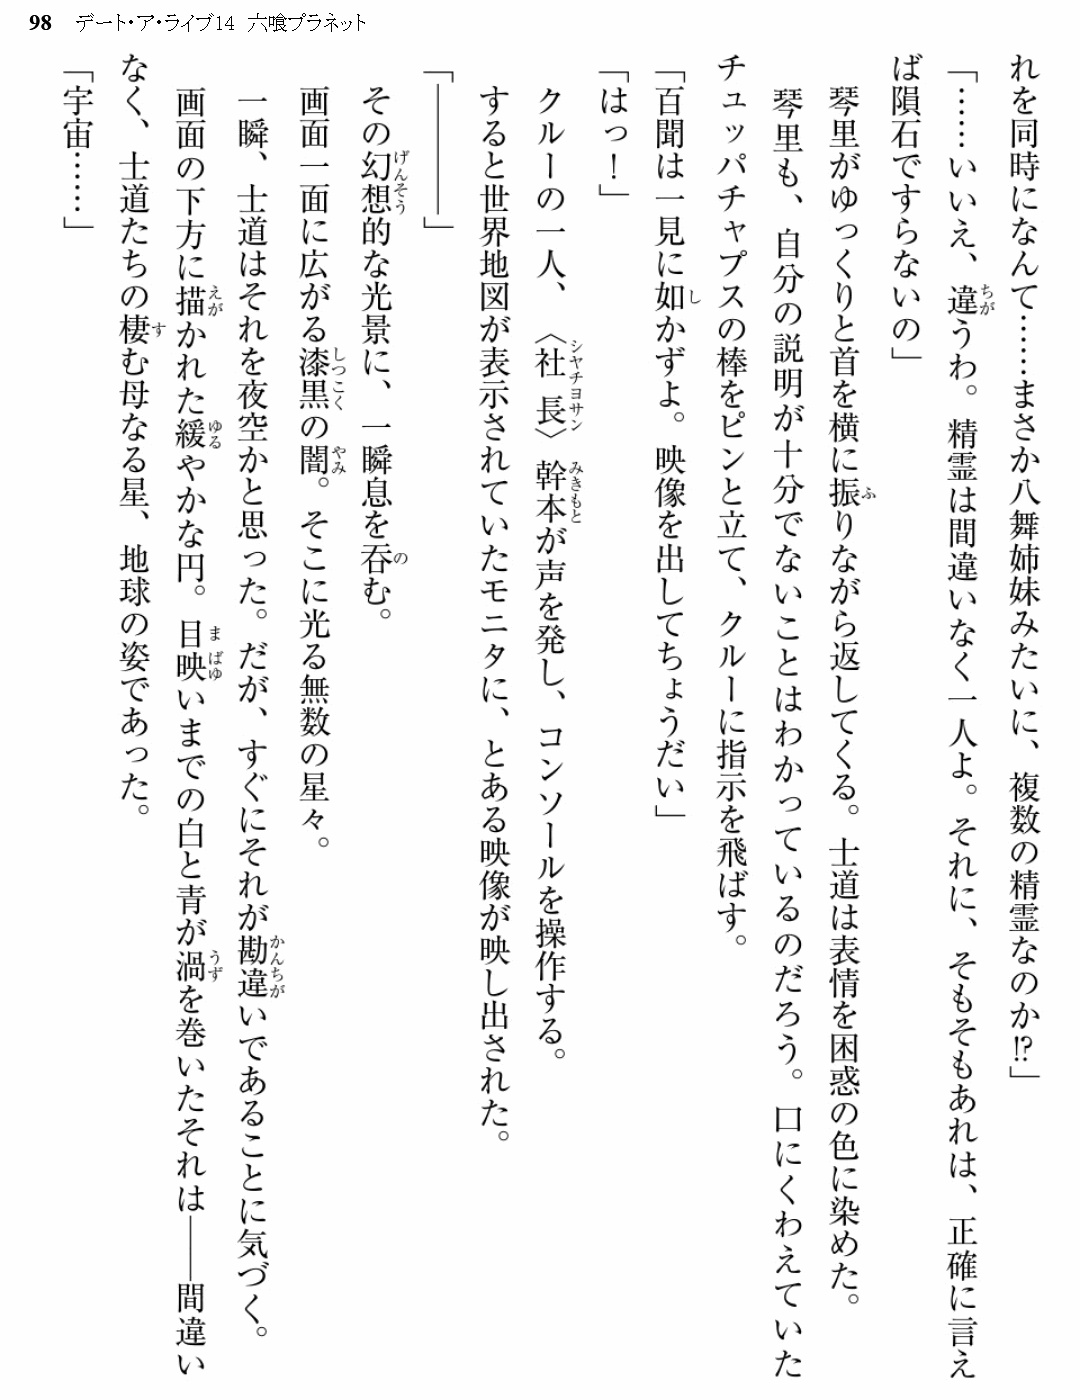 98 デート・ア・ライブ14 六喰プラネット
れを同時になんて……まさか八舞姉妹みたいに、複数の精霊なのか!?」
「……いいえ、違うわ。精霊は間違いなく一人よ。それに、そもそもあれは、正確に言え
ば隕石ですらないの」
琴里がゆっくりと首を横に振りながら返してくる。士道は表情を困惑の色に染めた。
琴里も、自分の説明が十分でないことはわかっているのだろう。口にくわえていた
チュッパチャプスの棒をピンと立て、クルーに指示を飛ばす。
「百聞は一見に如かずよ。映像を出してちょうだい」
「はっ！」
クルーの一人、〈社長〉幹本が声を発し、コンソールを操作する。
すると世界地図が表示されていたモニタに、とある映像が映し出された。
「————」
その幻想的な光景に、一瞬息を呑む。
画面一面に広がる漆黒の闇。そこに光る無数の星々。
一瞬、士道はそれを夜空かと思った。だが、すぐにそれが勘違いであることに気づく。
画面の下方に描かれた緩やかな円。目映いまでの白と青が渦を巻いたそれは——間違い
なく、士道たちの棲む母なる星、地球の姿であった。
「宇宙……」